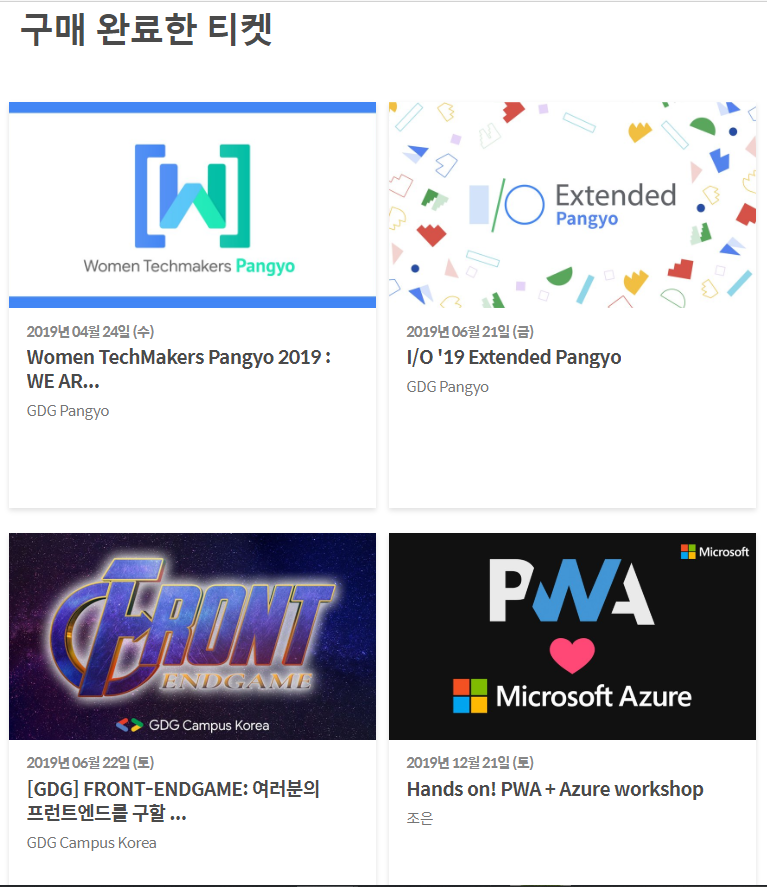 구매 완료한 티켓
Women Techmakers Pangyo
I/O Extended
Pangyo
2019년 04월 24일 (수)
Women TechMakers Pangyo 2019 :
WE AR...
GDG Pangyo
2019년 06월 21일 (금)
I/O '19 Extended Pangyo
GDG Pangyo
FRONT
ENDGAME
GDG Campus Korea
Microsoft
PWA
Microsoft Azure
2019년 06월 22일 (토)
[GDG] FRONT-ENDGAME: 여러분의
프런트엔드를 구할 ...
GDG Campus Korea
2019년 12월 21일 (토)
Hands on! PWA + Azure workshop
조은